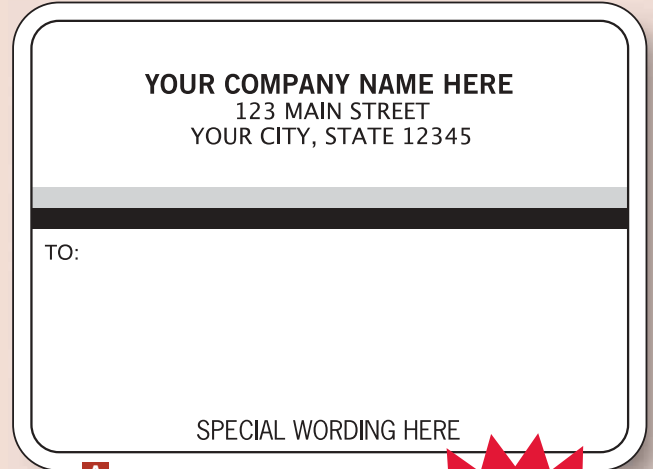 YOUR COMPANY NAME HERE
123 MAIN STREET
YOUR CITY, STATE 12345
TO:
SPECIAL WORDING HERE